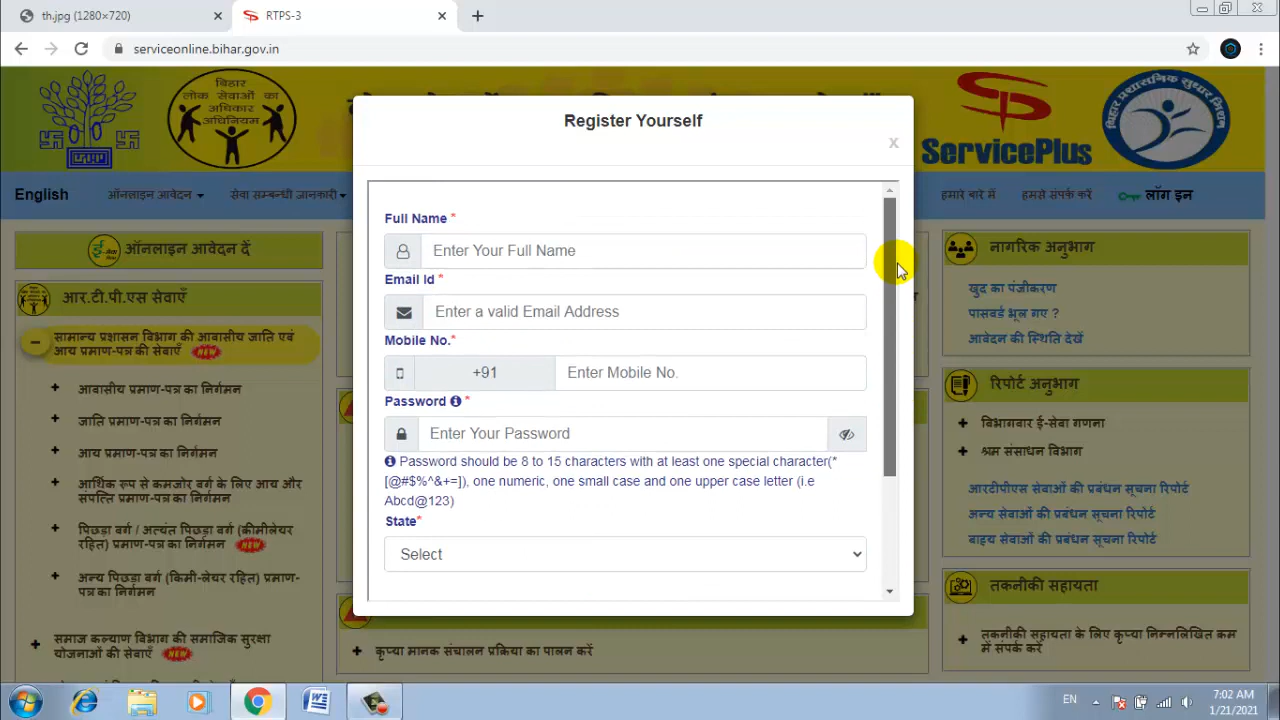 th.jpg (1280×720)
RTPS-3
serviceonline.bihar.gov.in
बिहार
लोक सेवाओं का
अधिकार
अधिनियम
ServicePlus
बिहार प्रशासनिक सुधार मिशन
English
ऑनलाइन आवेदन
सेवा सम्बन्धी जानकारी
हमारे बारे में
हमसे संपर्क करें
लॉग इन
Register Yourself
x
Full Name *
Enter Your Full Name
Email Id *
Enter a valid Email Address
Mobile No.*
+91
Enter Mobile No.
Password *
Enter Your Password
Password should be 8 to 15 characters with at least one special character(*
[@#$%^&+=]), one numeric, one small case and one upper case letter (i.e
Abcd@123)
State*
Select
ऑनलाइन आवेदन दें
आर.टी.पी.एस सेवाएँ
सामान्य प्रशासन विभाग की आवासीय जाति एवं
आय प्रमाण-पत्र की सेवाएँ NEW
आवासीय प्रमाण-पत्र का निर्गमन
जाति प्रमाण-पत्र का निर्गमन
आय प्रमाण-पत्र का निर्गमन
आर्थिक रूप से कमजोर वर्ग के लिए आय और
संपत्ति प्रमाण-पत्र का निर्गमन
पिछड़ा वर्ग / अत्यंत पिछड़ा वर्ग (क्रीमीलेयर
रहित) प्रमाण-पत्र का निर्गमन NEW
अन्य पिछड़ा वर्ग (क्रिमी-लेयर रहित) प्रमाण-
पत्र का निर्गमन
समाज कल्याण विभाग की सामाजिक सुरक्षा
योजनाओं की सेवाएँ NEW
कृप्या मानक संचालन प्रक्रिया का पालन करें
नागरिक अनुभाग
खुद का पंजीकरण
पासवर्ड भूल गए ?
आवेदन की स्थिति देखें
रिपोर्ट अनुभाग
विभागवार ई-सेवा गणना
श्रम संसाधन विभाग
आरटीपीएस सेवाओं की प्रबंधन सूचना रिपोर्ट
अन्य सेवाओं की प्रबंधन सूचना रिपोर्ट
बाह्य सेवाओं की प्रबंधन सूचना रिपोर्ट
तकनीकी सहायता
तकनीकी सहायता के लिए कृप्या निम्नलिखित क्रम
में संपर्क करें
EN
7:02 AM
1/21/2021